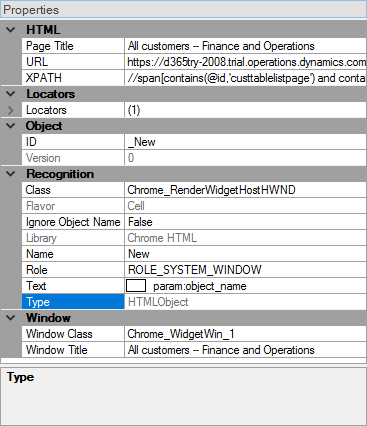 Properties
HTML
Page Title All customers -- Finance and Operations
URL https://d365try-2008.trial.operations.dynamics.com
XPATH //span[contains(@id,'custtablelistpage') and conta
Locators
Locators (1)
Object
ID _New
Version 0
Recognition
Class Chrome_RenderWidgetHostHWND
Flavor Cell
Ignore Object Name False
Library Chrome HTML
Name New
Role ROLE_SYSTEM_WINDOW
Text param:object_name
Type HTMLObject
Window
Window Class Chrome_WidgetWin_1
Window Title All customers -- Finance and Operations
Type